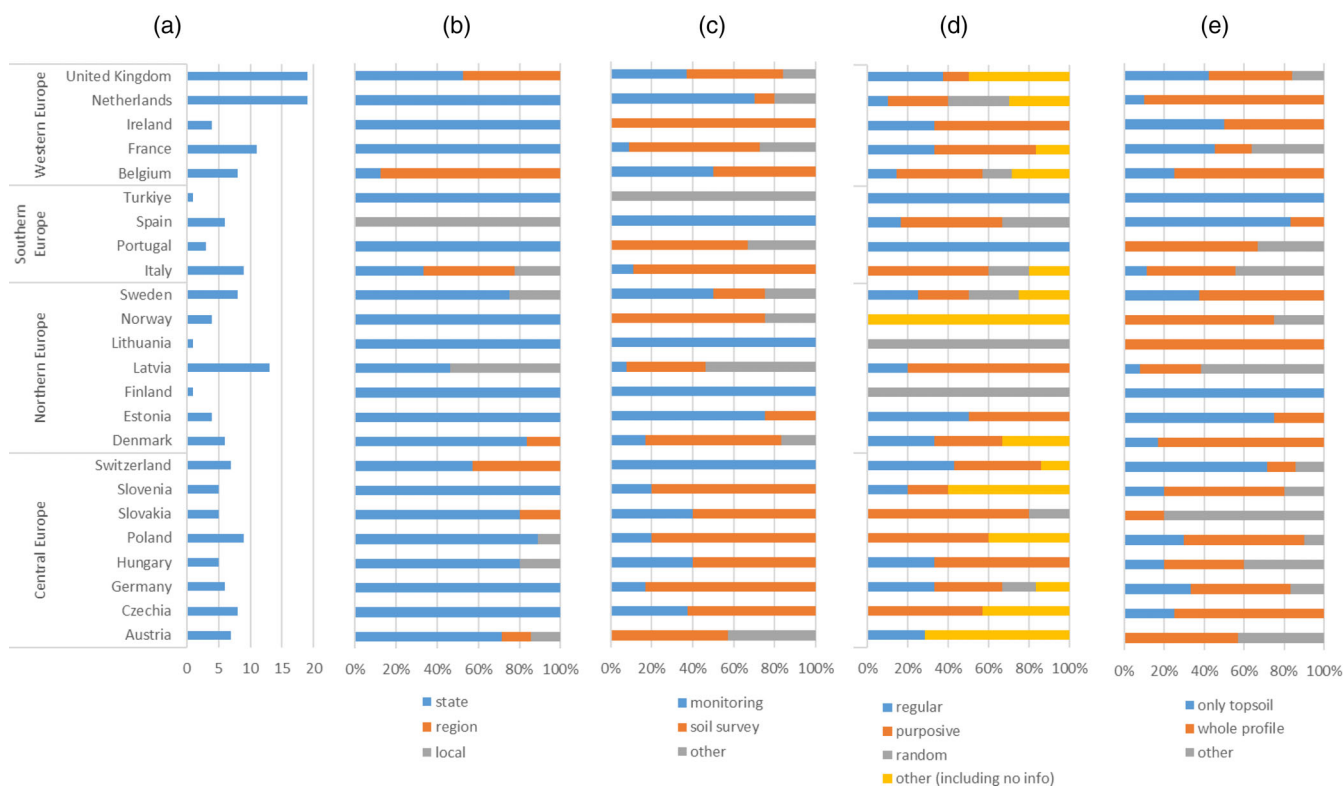 (a) (b) (c) (d) (e)
Western Europe
United Kingdom
Netherlands
Ireland
France
Belgium
Southern
Europe
Turkiye
Spain
Portugal
Italy
Northern Europe
Sweden
Norway
Lithuania
Latvia
Finland
Estonia
Denmark
Central Europe
Switzerland
Slovenia
Slovakia
Poland
Hungary
Germany
Czechia
Austria
0 5 10 15 20
0% 20% 40% 60% 80% 100%
0% 20% 40% 60% 80% 100%
0% 20% 40% 60% 80% 100%
0% 20% 40% 60% 80% 100%
state
region
local
monitoring
soil survey
other
regular
purposive
random
other (including no info)
only topsoil
whole profile
other